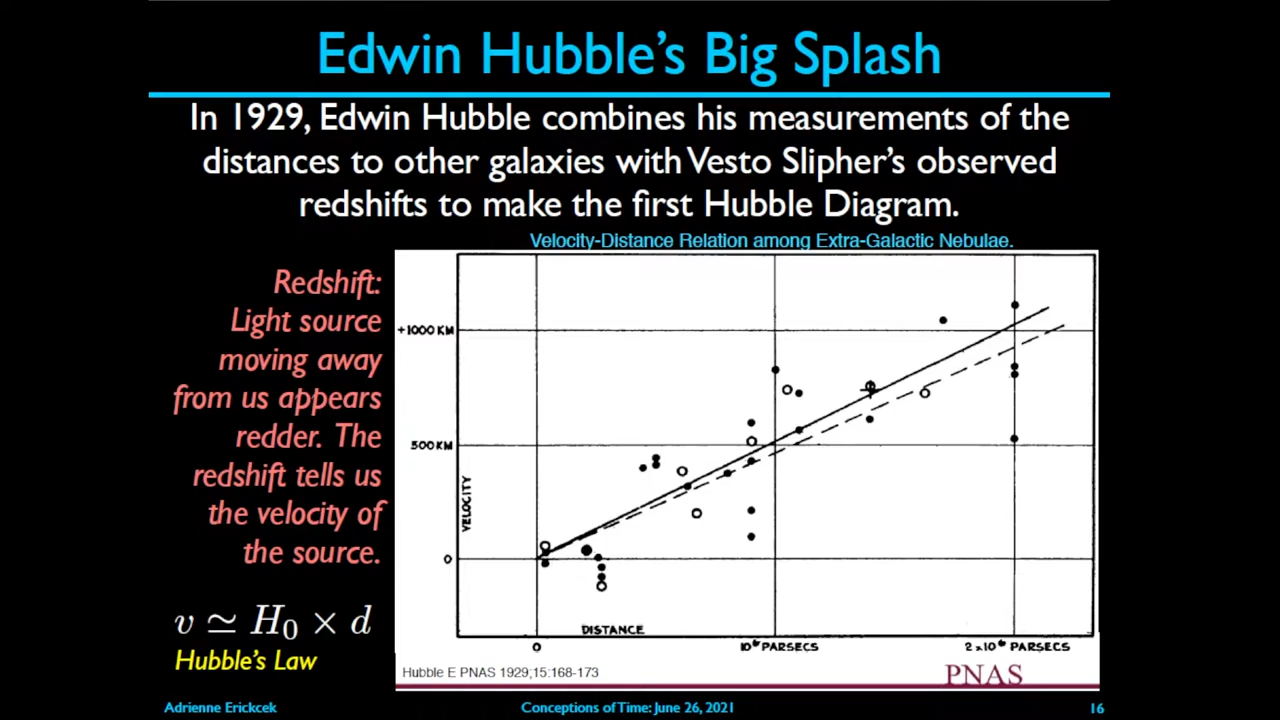 Edwin Hubble's Big Splash
In 1929, Edwin Hubble combines his measurements of the
distances to other galaxies with Vesto Slipher's observed
redshifts to make the first Hubble Diagram.
Velocity-Distance Relation among Extra-Galactic Nebulae.
Redshift:
Light source
moving away
from us appears
redder. The
redshift tells us
the velocity of
the source.
v ≃ H₀ × d
Hubble's Law
+1000 KM
500 KM
0
VELOCITY
DISTANCE
0
10⁶ PARSECS
2 x 10⁶ PARSECS
Hubble E PNAS 1929;15:168-173
PNAS
Adrienne Erickcek
Conceptions of Time: June 26, 2021
16